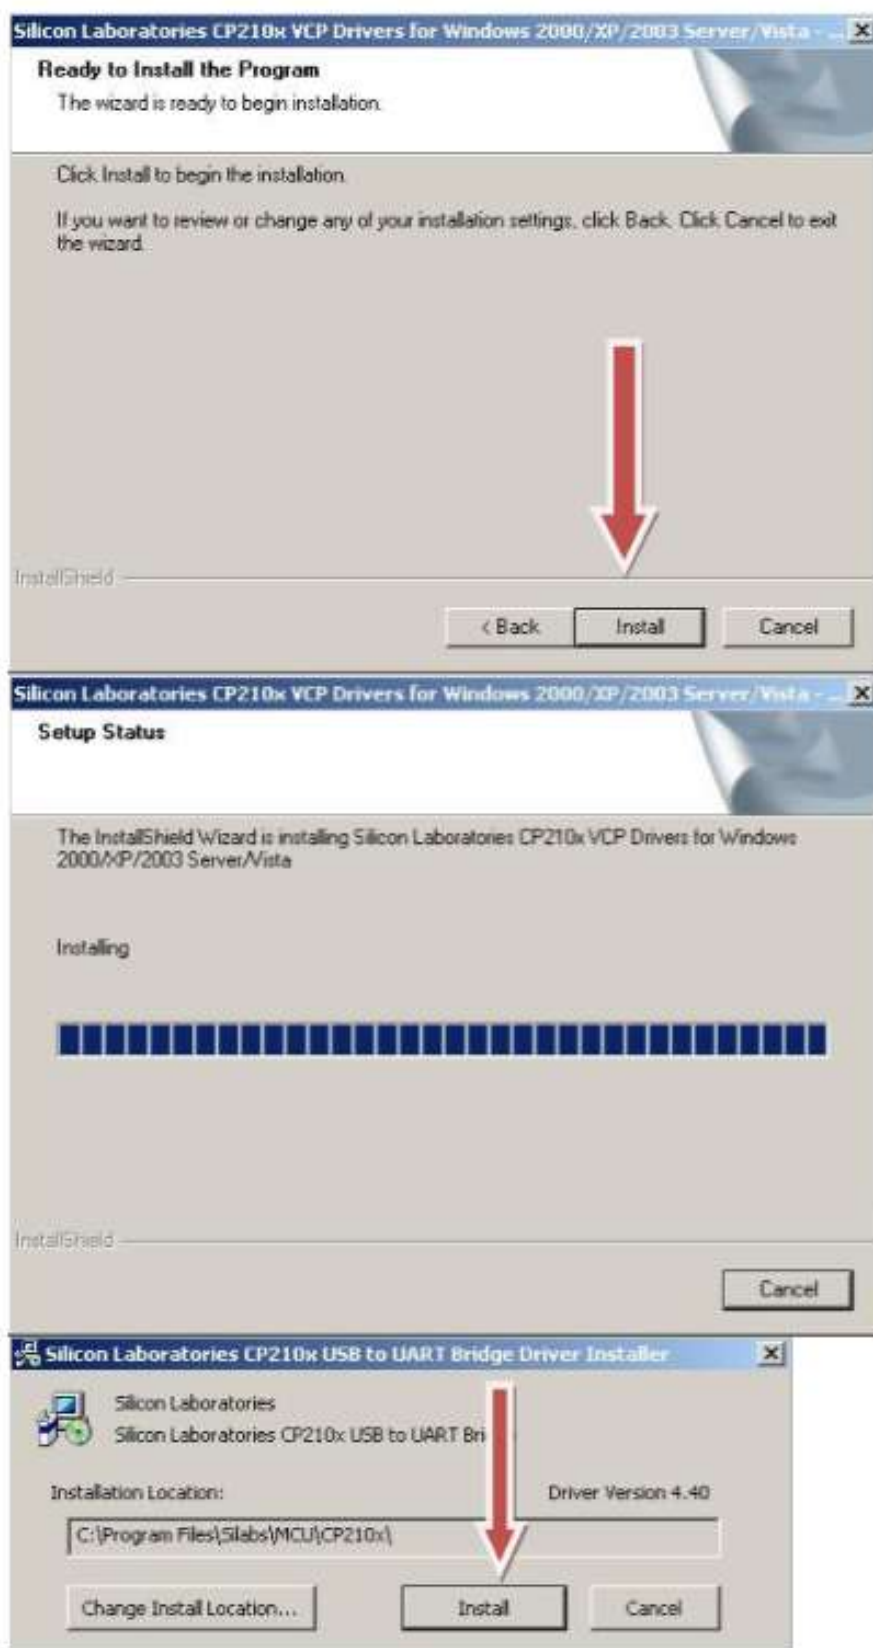 Silicon Laboratories CP210x VCP Drivers for Windows 2000/XP/2003 Server/Vista - ...
Ready to Install the Program
The wizard is ready to begin installation.
Click Install to begin the installation.
If you want to review or change any of your installation settings, click Back. Click Cancel to exit
the wizard.
InstallShield
< Back
Install
Cancel
Silicon Laboratories CP210x VCP Drivers for Windows 2000/XP/2003 Server/Vista - ...
Setup Status
The InstallShield Wizard is installing Silicon Laboratories CP210x VCP Drivers for Windows
2000/XP/2003 Server/Vista
Installing
InstallShield
Cancel
Silicon Laboratories CP210x USB to UART Bridge Driver Installer
Silicon Laboratories
Silicon Laboratories CP210x USB to UART
Installation Location:
Driver Version 4.40
C:\Program Files\Silabs\MCU\CP210x\
Change Install Location...
Install
Cancel